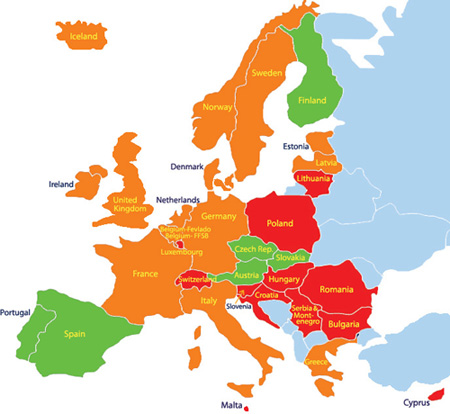 Iceland
Sweden
Norway
Finland
Estonia
Latvia
Lithuania
Denmark
Ireland
United
Kingdom
Netherlands
Germany
Poland
Belgium-Fevlado
Belgium- FFSB
Luxembourg
Czech Rep.
Slovakia
France
Switzerland
Austria
Hungary
Romania
Italy
Slovenia
Croatia
Serbia &
Mont-
enegro
Bulgaria
Portugal
Spain
Greece
Malta
Cyprus